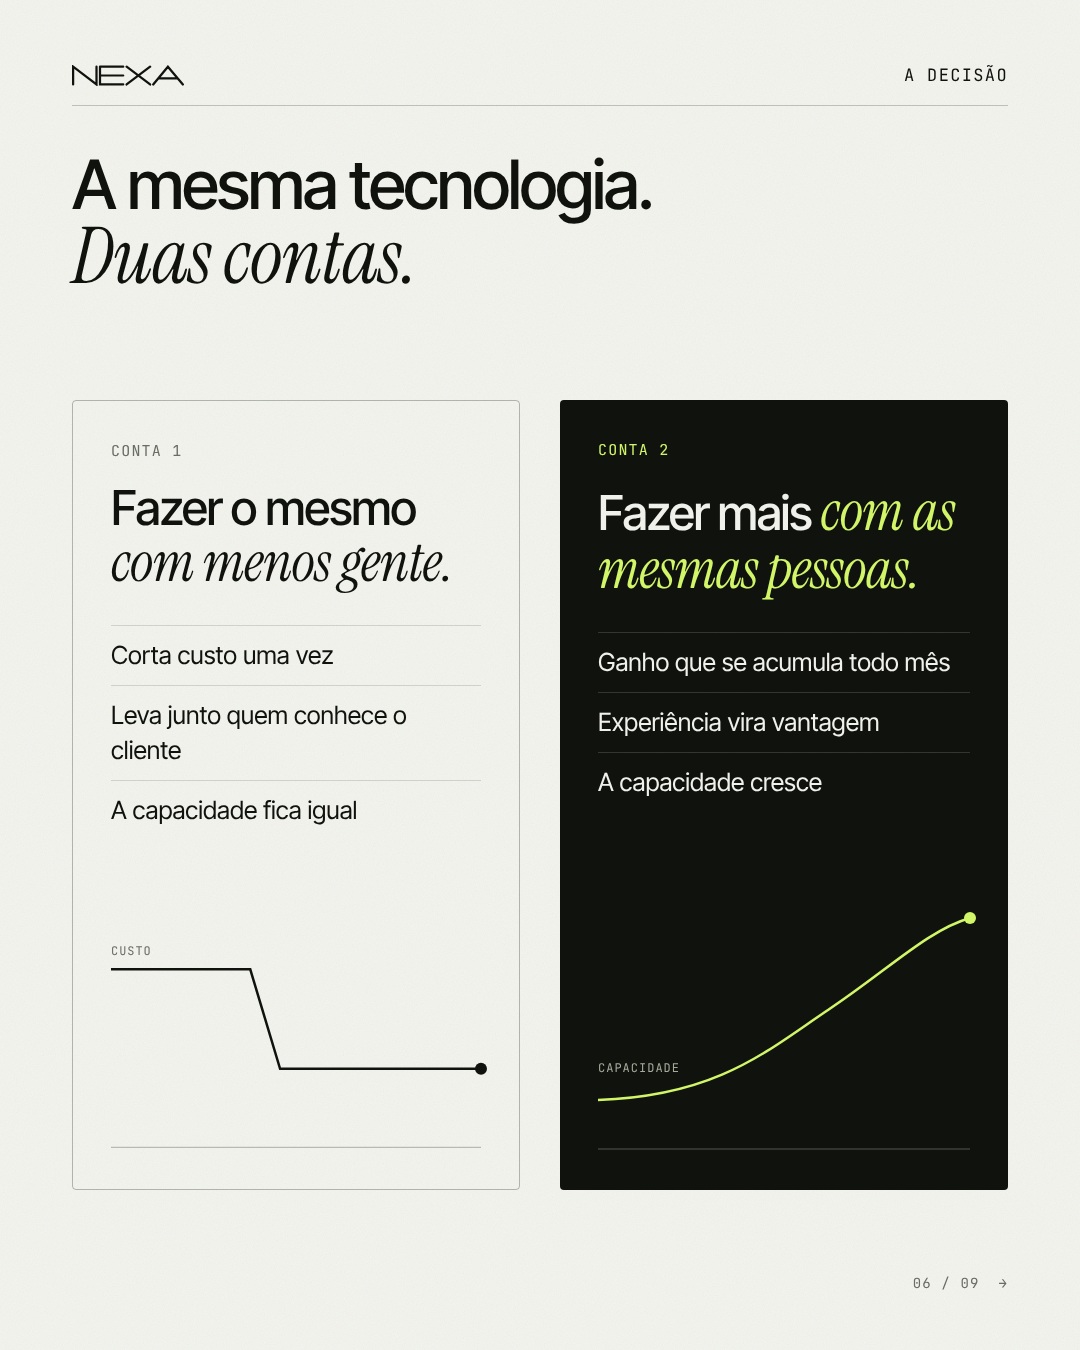 NEXA
A DECISÃO
A mesma tecnologia.
Duas contas.
CONTA 1
Fazer o mesmo
com menos gente.
Corta custo uma vez
Leva junto quem conhece o
cliente
A capacidade fica igual
CUSTO
CONTA 2
Fazer mais com as
mesmas pessoas.
Ganho que se acumula todo mês
Experiência vira vantagem
A capacidade cresce
CAPACIDADE
06 / 09 →